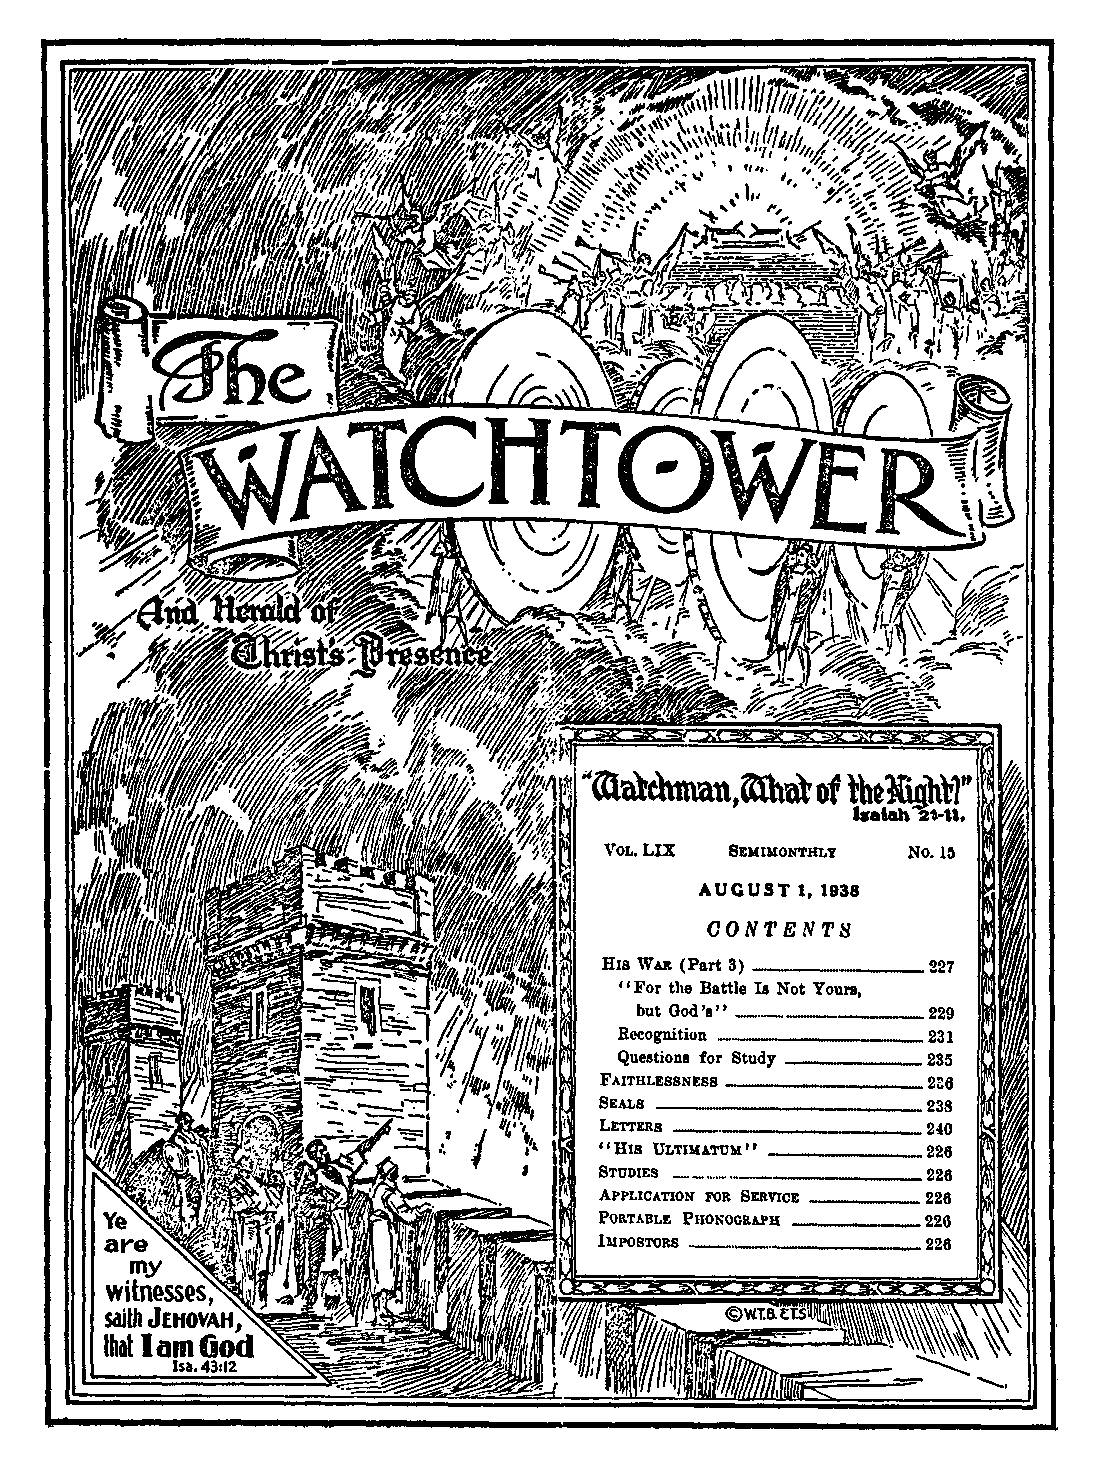 The
WATCHTOWER
And Herald of
Christ's Presence
"Watchman, What of the Night?"
Isaiah 21-11.
VOL. LIX SEMIMONTHLY No. 15
AUGUST 1, 1938
CONTENTS
HIS WAR (Part 3) 227
"For the Battle Is Not Yours,
but God's" 229
Recognition 231
Questions for Study 235
FAITHLESSNESS 236
SEALS 238
LETTERS 240
"HIS ULTIMATUM" 226
STUDIES 226
APPLICATION FOR SERVICE 226
PORTABLE PHONOGRAPH 226
IMPOSTORS 226
©W.T.B.&T.S
Ye
are
my
witnesses,
saith JEHOVAH,
that I am God
Isa. 43:12